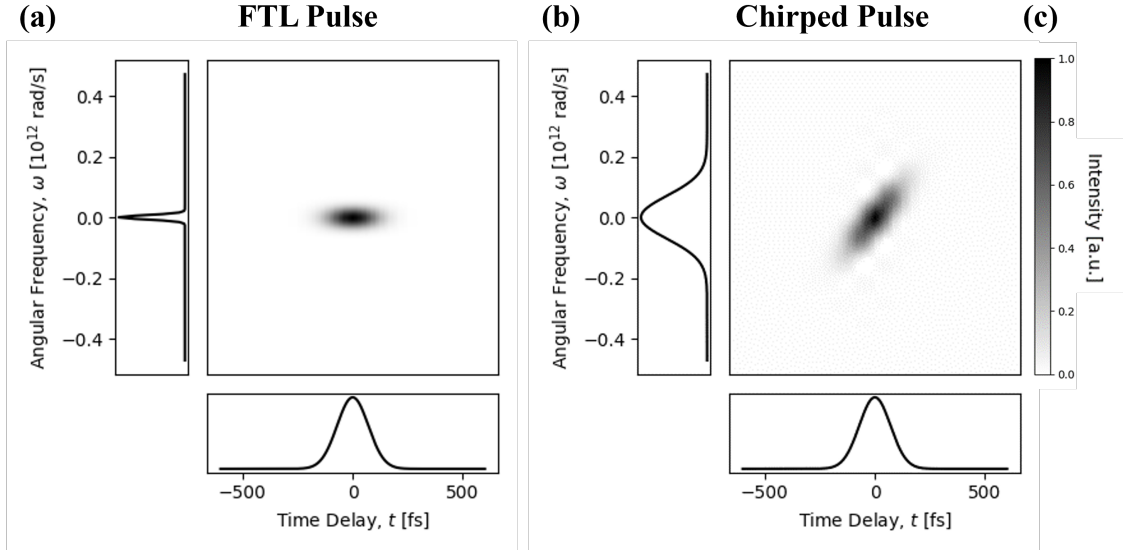 (a) FTL Pulse (b) Chirped Pulse (c)
Angular Frequency, ω [10¹² rad/s]
0.4
0.2
0.0
−0.2
−0.4
−500 0 500
Time Delay, t [fs]
Angular Frequency, ω [10¹² rad/s]
0.4
0.2
0.0
−0.2
−0.4
−500 0 500
Time Delay, t [fs]
1.0
0.8
0.6
0.4
0.2
0.0
Intensity [a.u.]